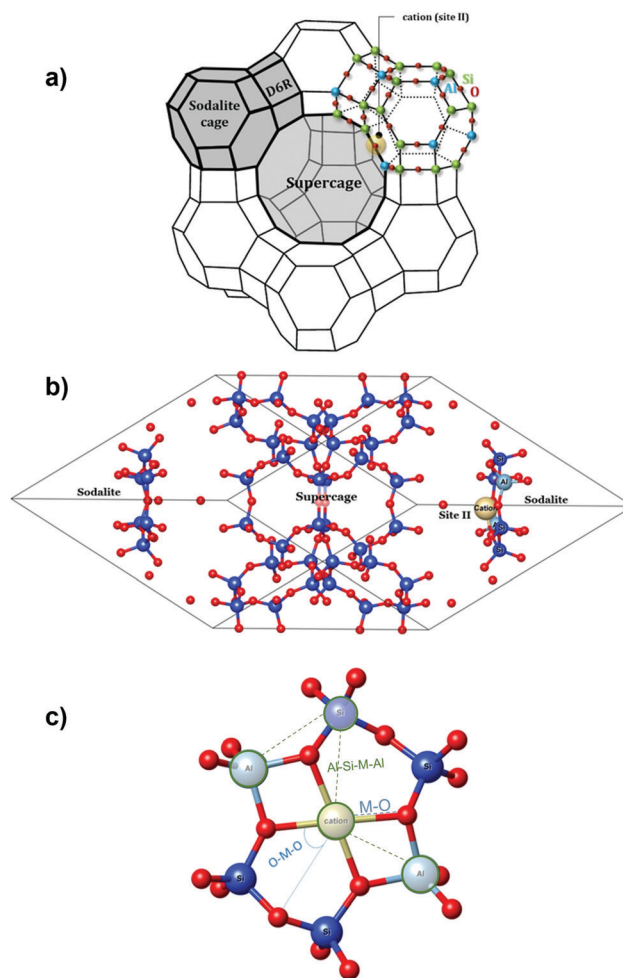 cation (site II)
a)
Si
Al
O
D6R
Sodalite
cage
Supercage
b)
Si
Al
Sodalite
Supercage
Cation
Sodalite
Site II
Si
c)
Si
Al-Si-M-Al
Al
Si
M-O
cation
O-M-O
Al
Si
Si